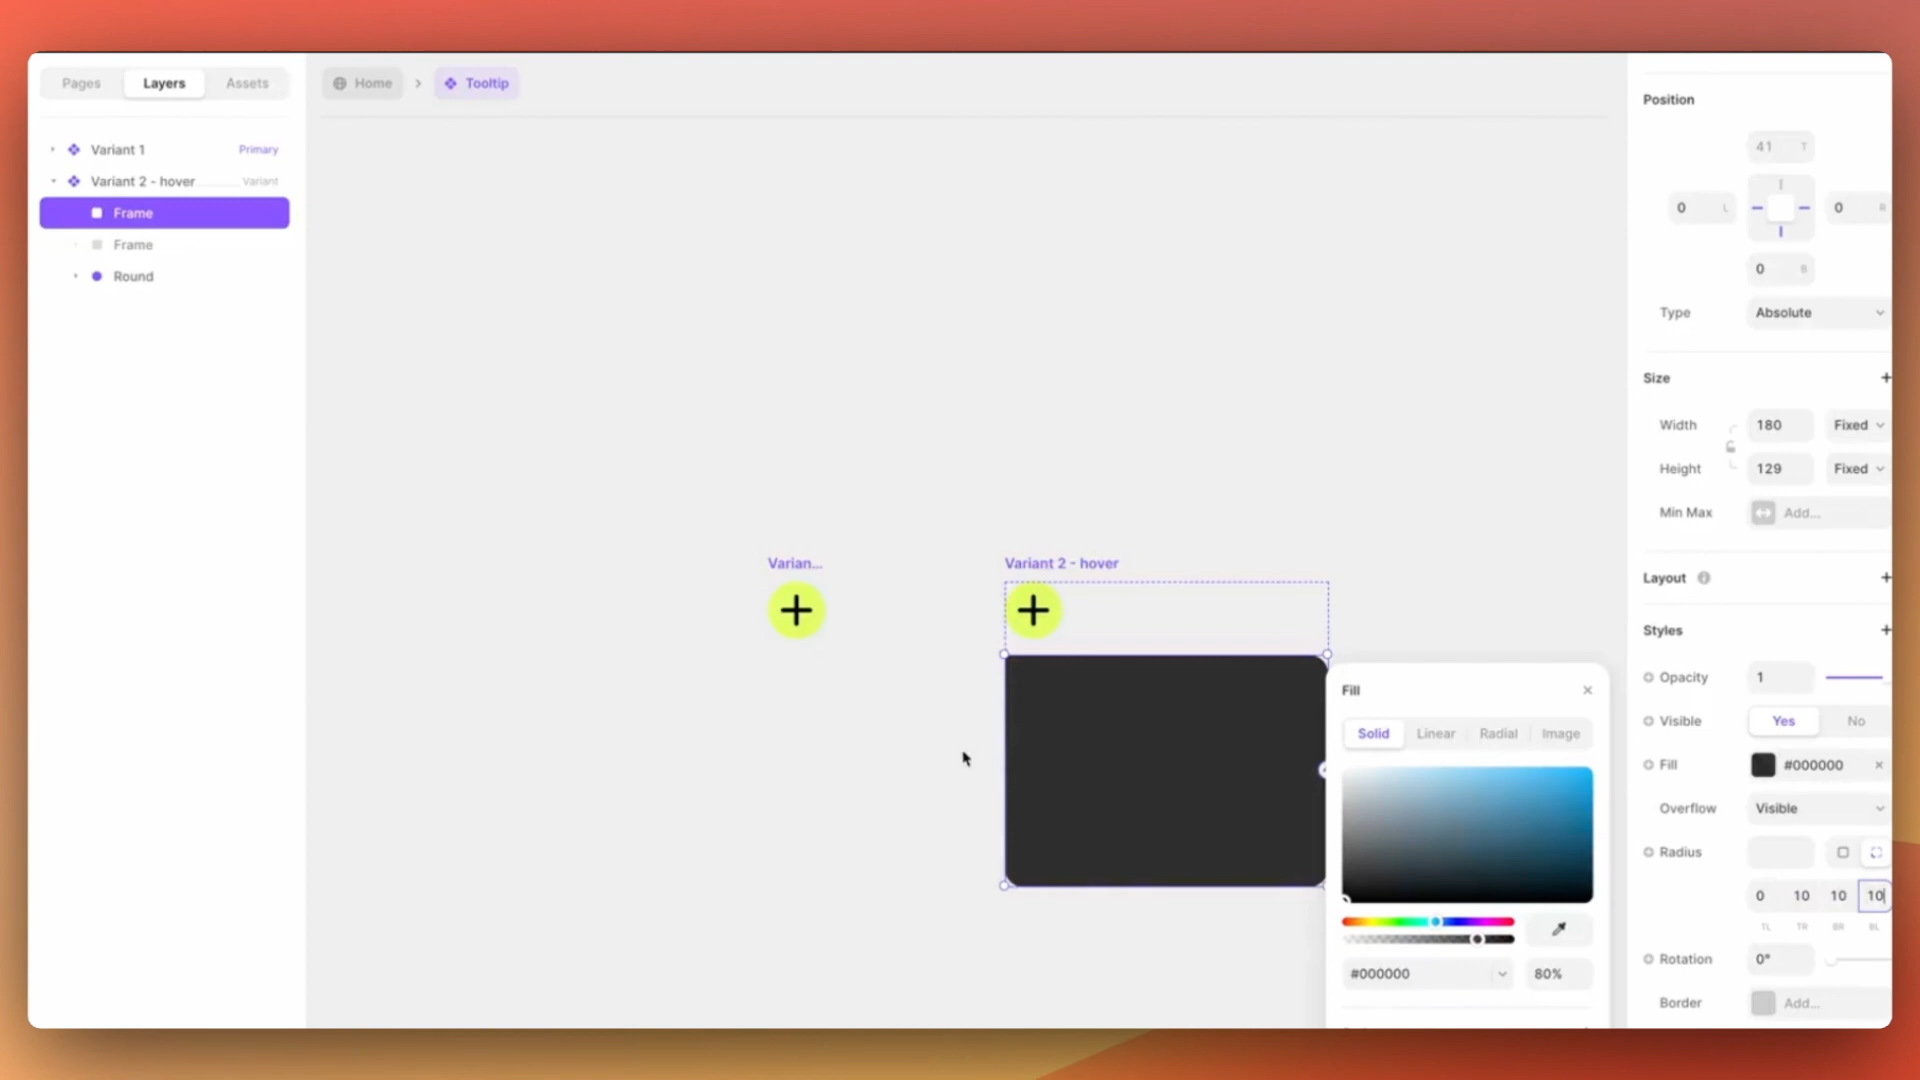 Pages Layers Assets
Home > Tooltip
Variant 1 Primary
Variant 2 - hover Variant
Frame
Frame
Round
Varian...
Variant 2 - hover
Fill
Solid Linear Radial Image
#000000 80%
Position
41 T
0 L 0 R
0 B
Type Absolute
Size
Width 180 Fixed
Height 129 Fixed
Min Max Add...
Layout
Styles
Opacity 1
Visible Yes No
Fill #000000
Overflow Visible
Radius
0 10 10 10
TL TR BR BL
Rotation 0°
Border Add...